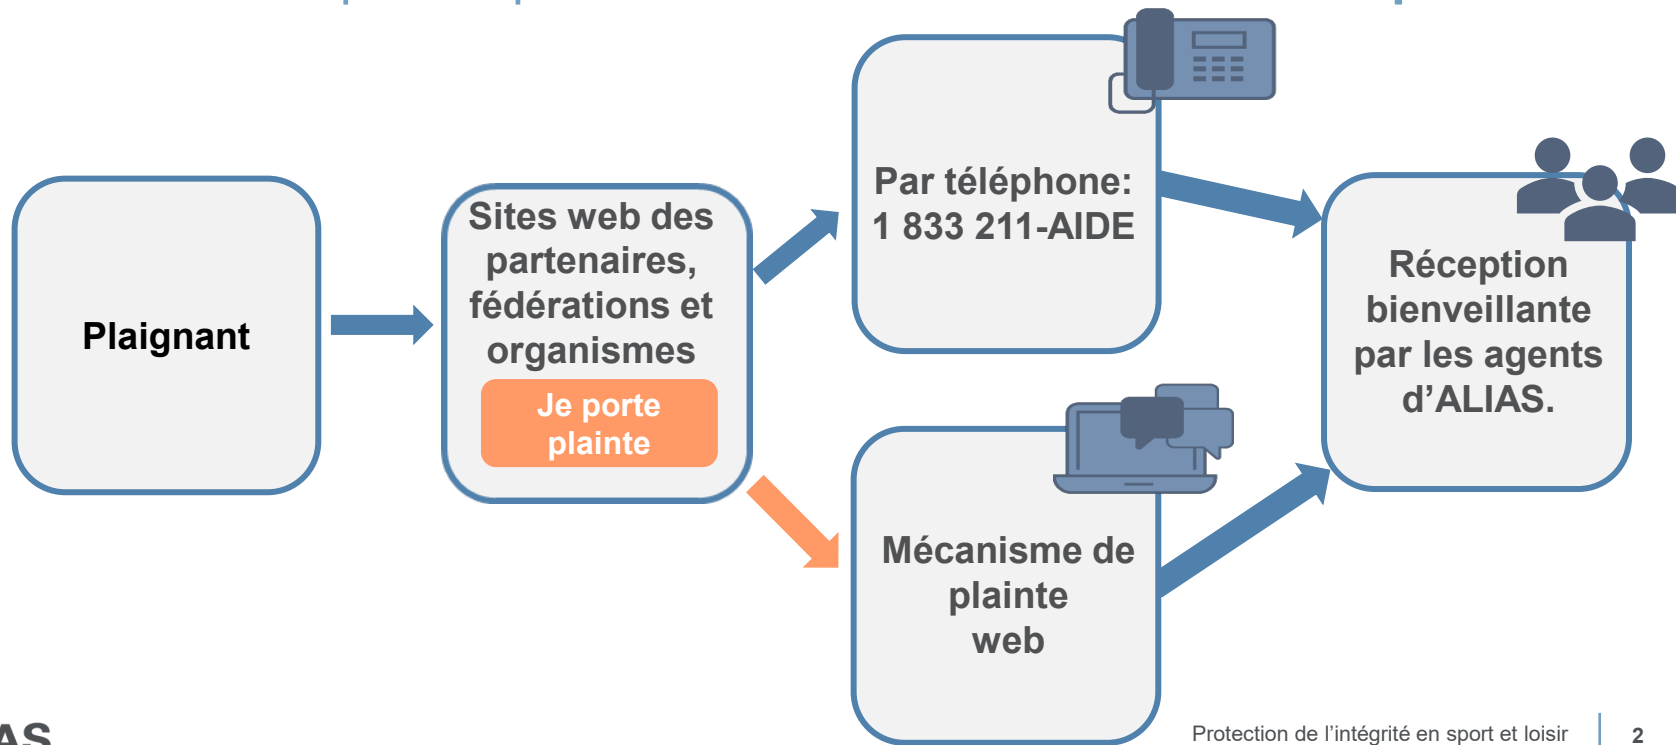 Plaignant
Sites web des
partenaires,
fédérations et
organismes
Je porte
plainte
Par téléphone:
1 833 211-AIDE
Mécanisme de
plainte
web
Réception
bienveillante
par les agents
d’ALIAS.
Protection de l’intégrité en sport et loisir
2